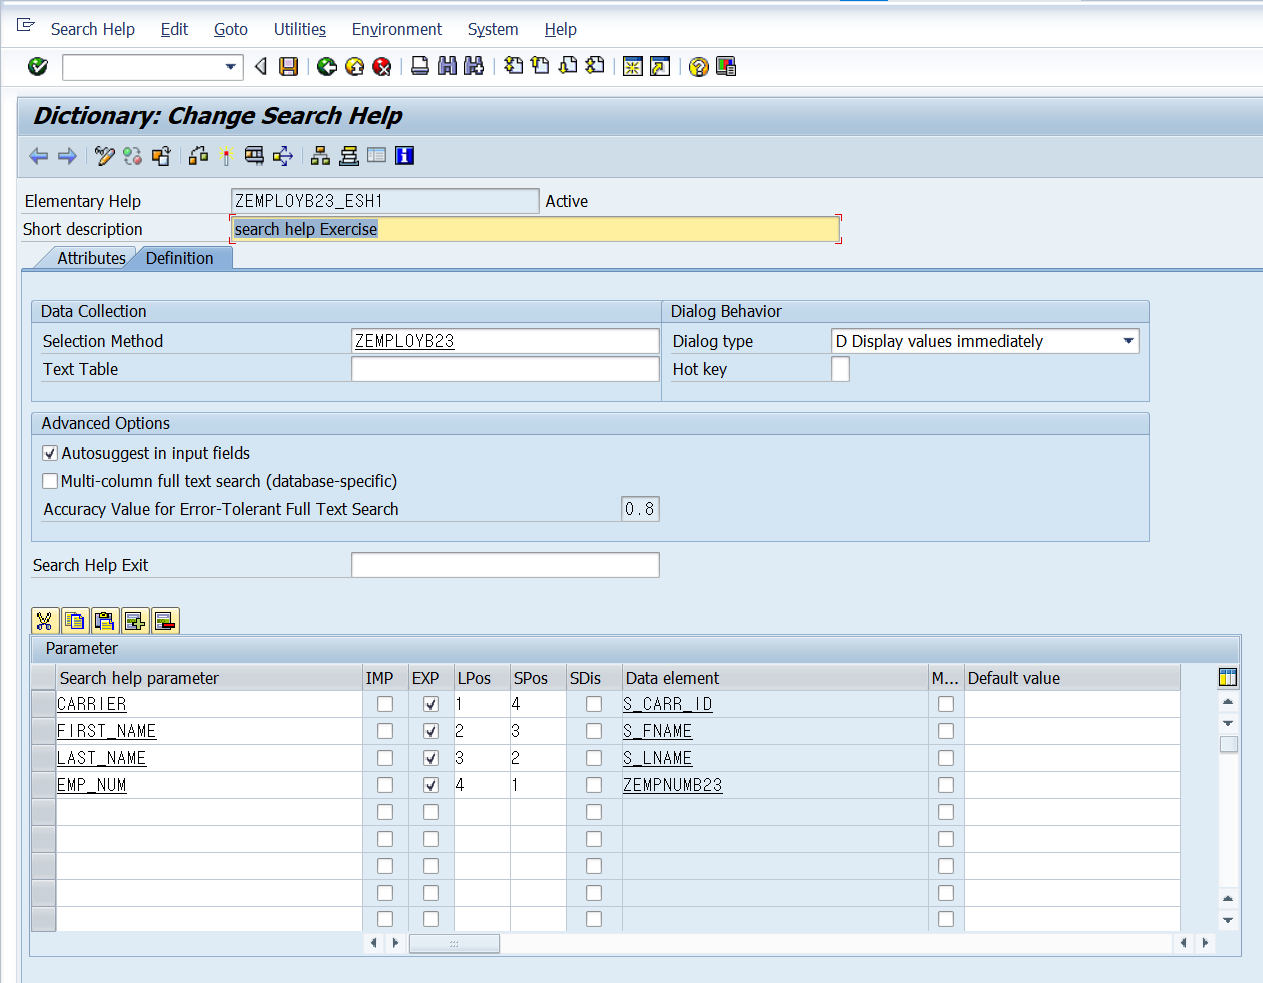 Search Help Edit Goto Utilities Environment System Help
Dictionary: Change Search Help
Elementary Help ZEMPLOYB23_ESH1 Active
Short description search help Exercise
Attributes Definition
Data Collection Dialog Behavior
Selection Method ZEMPLOYB23 Dialog type D Display values immediately
Text Table Hot key
Advanced Options
Autosuggest in input fields
Multi-column full text search (database-specific)
Accuracy Value for Error-Tolerant Full Text Search 0.8
Search Help Exit
Parameter
Search help parameter IMP EXP LPos SPos SDis Data element M... Default value
CARRIER 1 4 S_CARR_ID
FIRST_NAME 2 3 S_FNAME
LAST_NAME 3 2 S_LNAME
EMP_NUM 4 1 ZEMPNUMB23